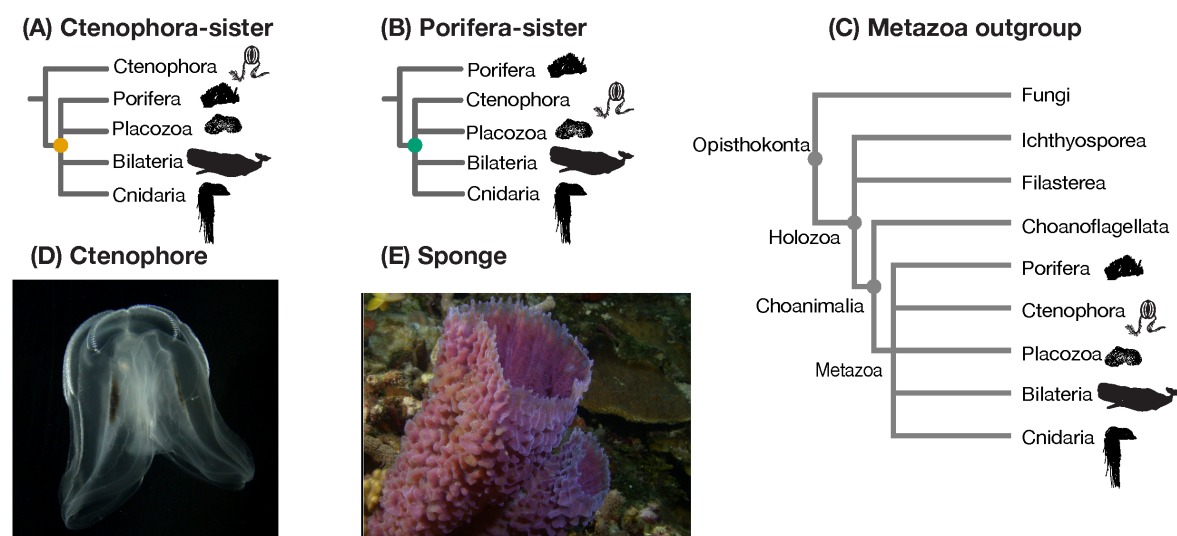 (A) Ctenophora-sister
Ctenophora
Porifera
Placozoa
Bilateria
Cnidaria
(B) Porifera-sister
Porifera
Ctenophora
Placozoa
Bilateria
Cnidaria
(C) Metazoa outgroup
Fungi
Opisthokonta
Ichthyosporea
Filasterea
Holozoa
Choanoflagellata
Porifera
Choanimalia
Ctenophora
Placozoa
Metazoa
Bilateria
Cnidaria
(D) Ctenophore
(E) Sponge